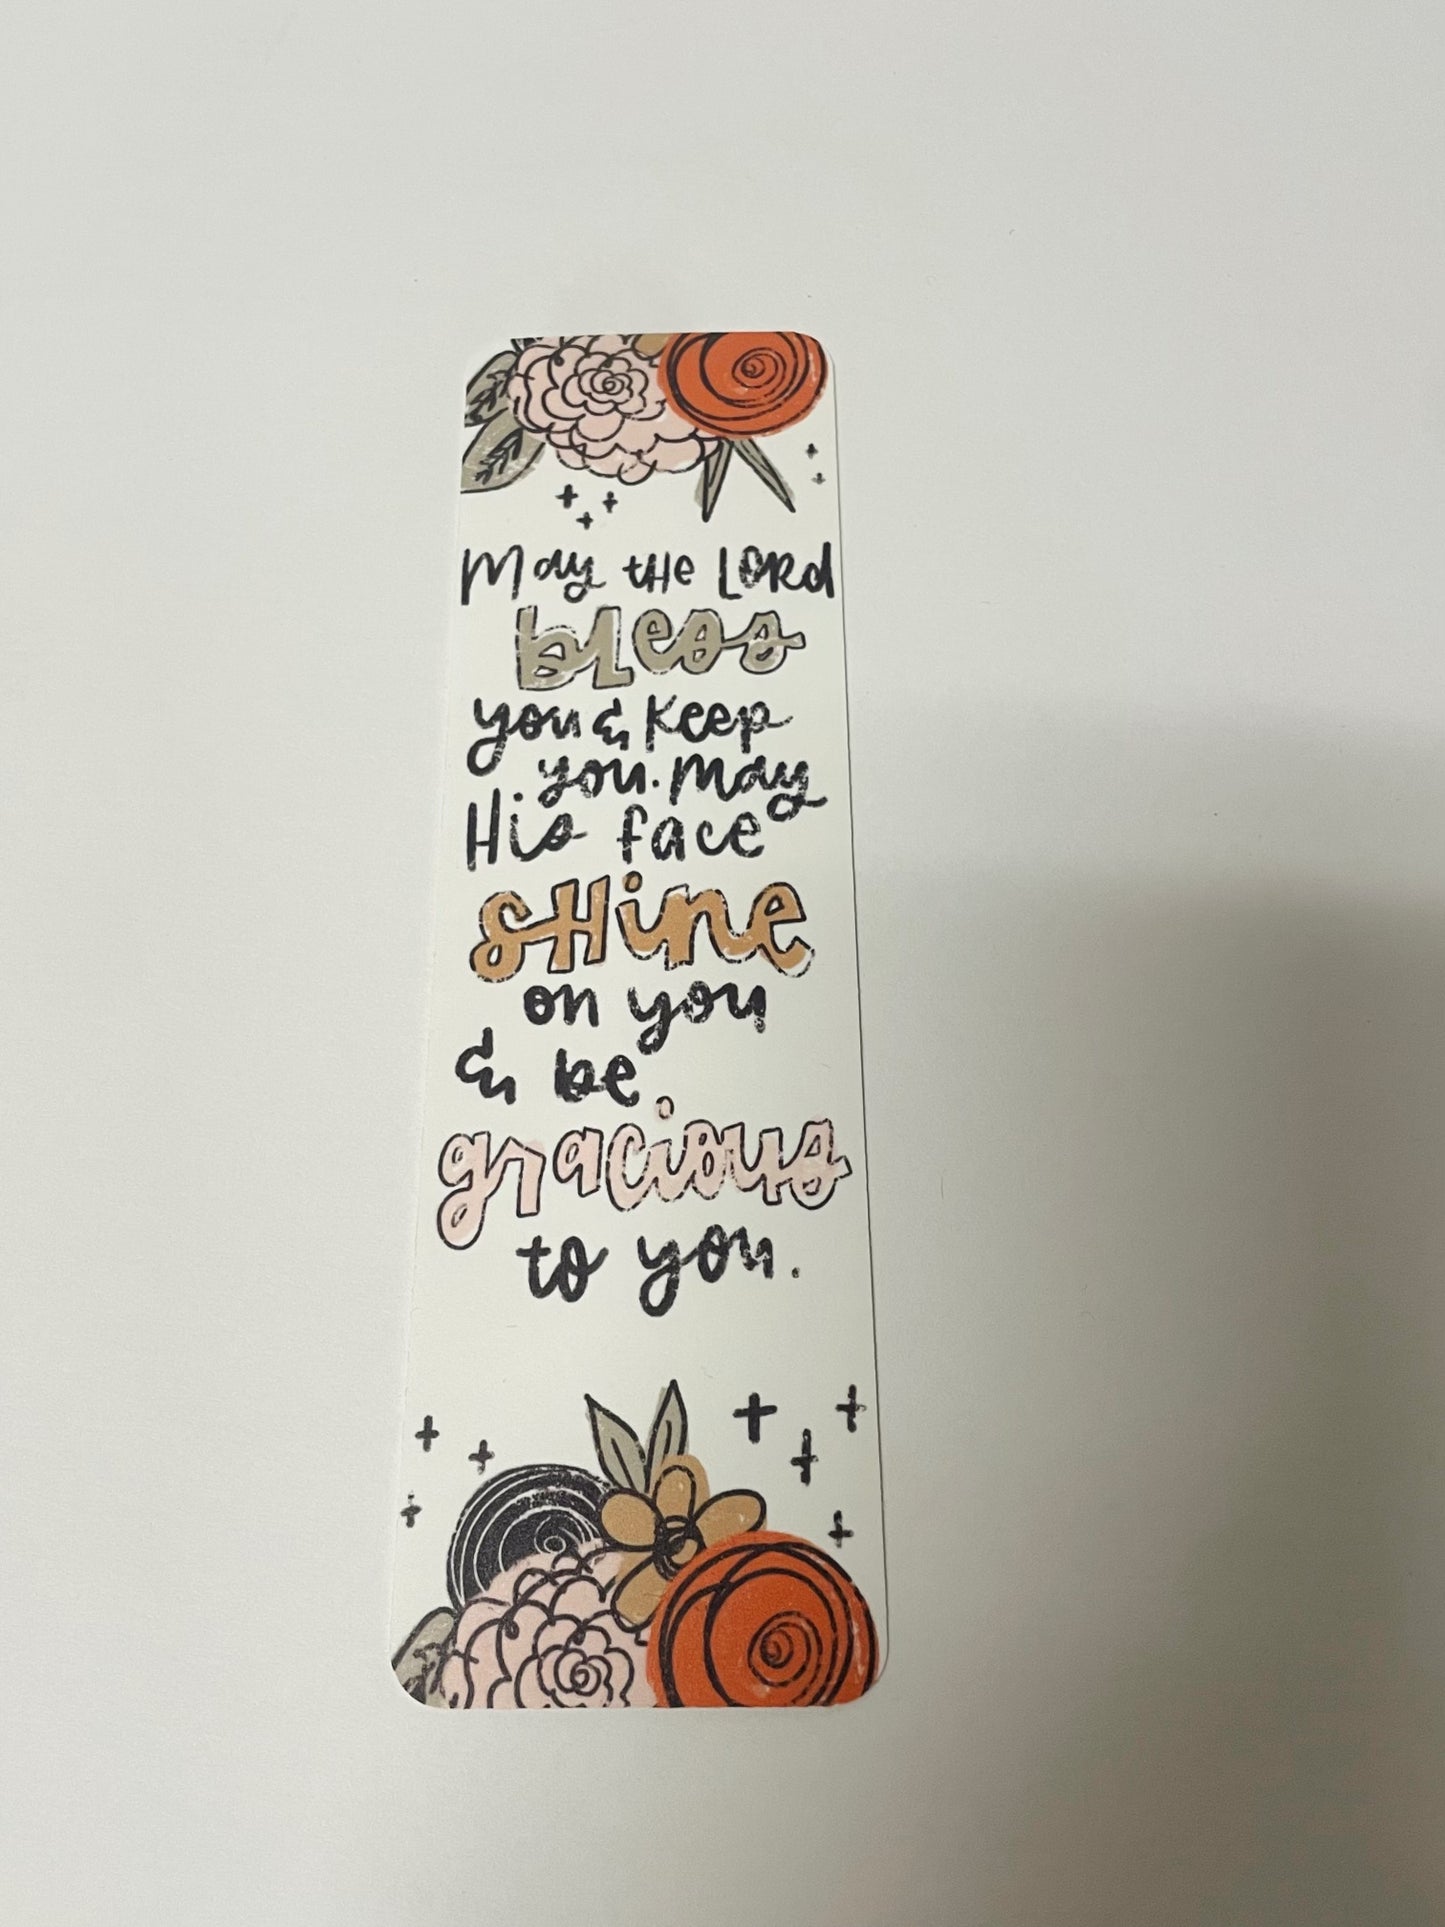 May the Lord
bless
you & keep
you. May
His face
shine
on you
& be
gracious
to you.